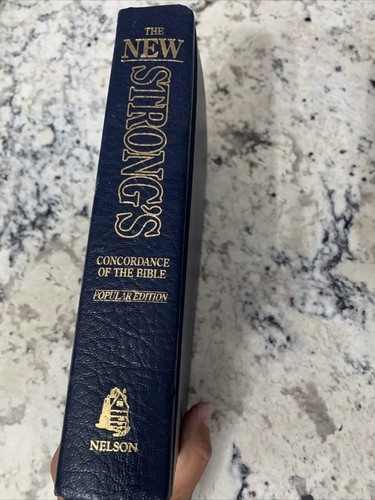 THE
NEW
STRONG'S
CONCORDANCE
OF THE BIBLE
POPULAR EDITION
NELSON